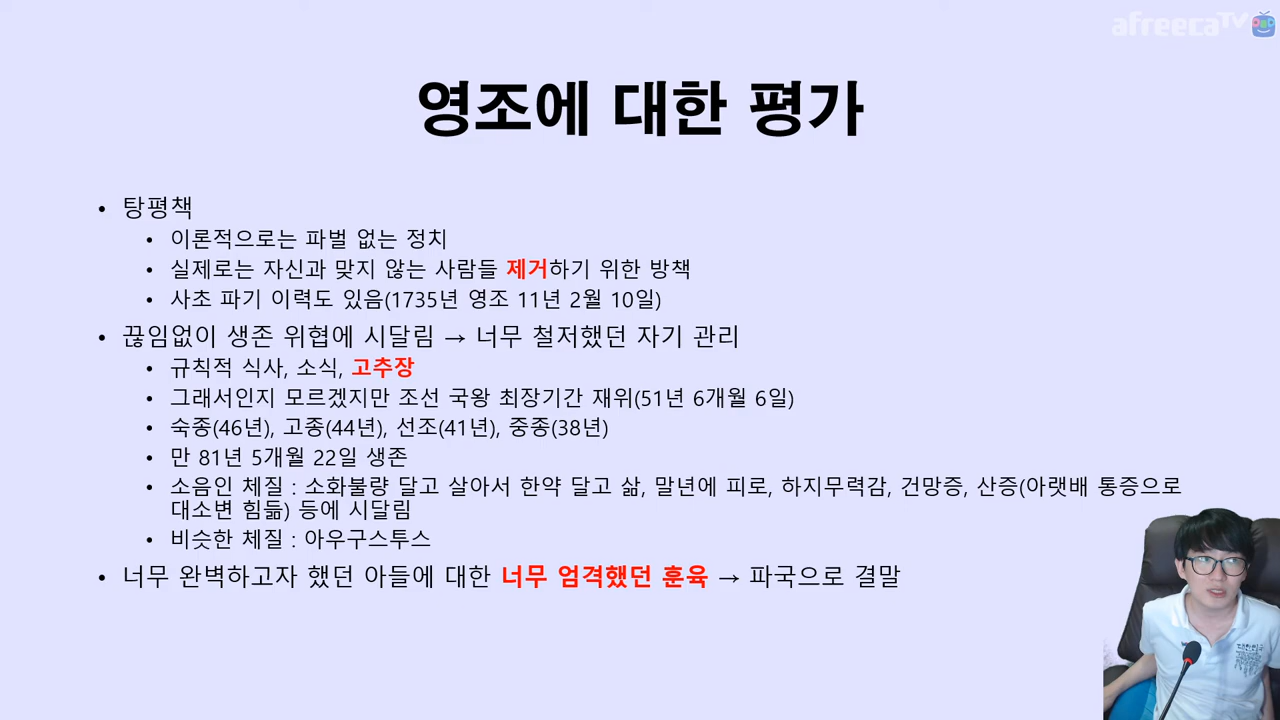 afreecaTV
영조에 대한 평가
• 탕평책
• 이론적으로는 파벌 없는 정치
• 실제로는 자신과 맞지 않는 사람들 제거하기 위한 방책
• 사초 파기 이력도 있음(1735년 영조 11년 2월 10일)
• 끊임없이 생존 위협에 시달림 → 너무 철저했던 자기 관리
• 규칙적 식사, 소식, 고추장
• 그래서인지 모르겠지만 조선 국왕 최장기간 재위(51년 6개월 6일)
• 숙종(46년), 고종(44년), 선조(41년), 중종(38년)
• 만 81년 5개월 22일 생존
• 소음인 체질 : 소화불량 달고 살아서 한약 달고 삶, 말년에 피로, 하지무력감, 건망증, 산증(아랫배 통증으로
대소변 힘듦) 등에 시달림
• 비슷한 체질 : 아우구스투스
• 너무 완벽하고자 했던 아들에 대한 너무 엄격했던 훈육 → 파국으로 결말